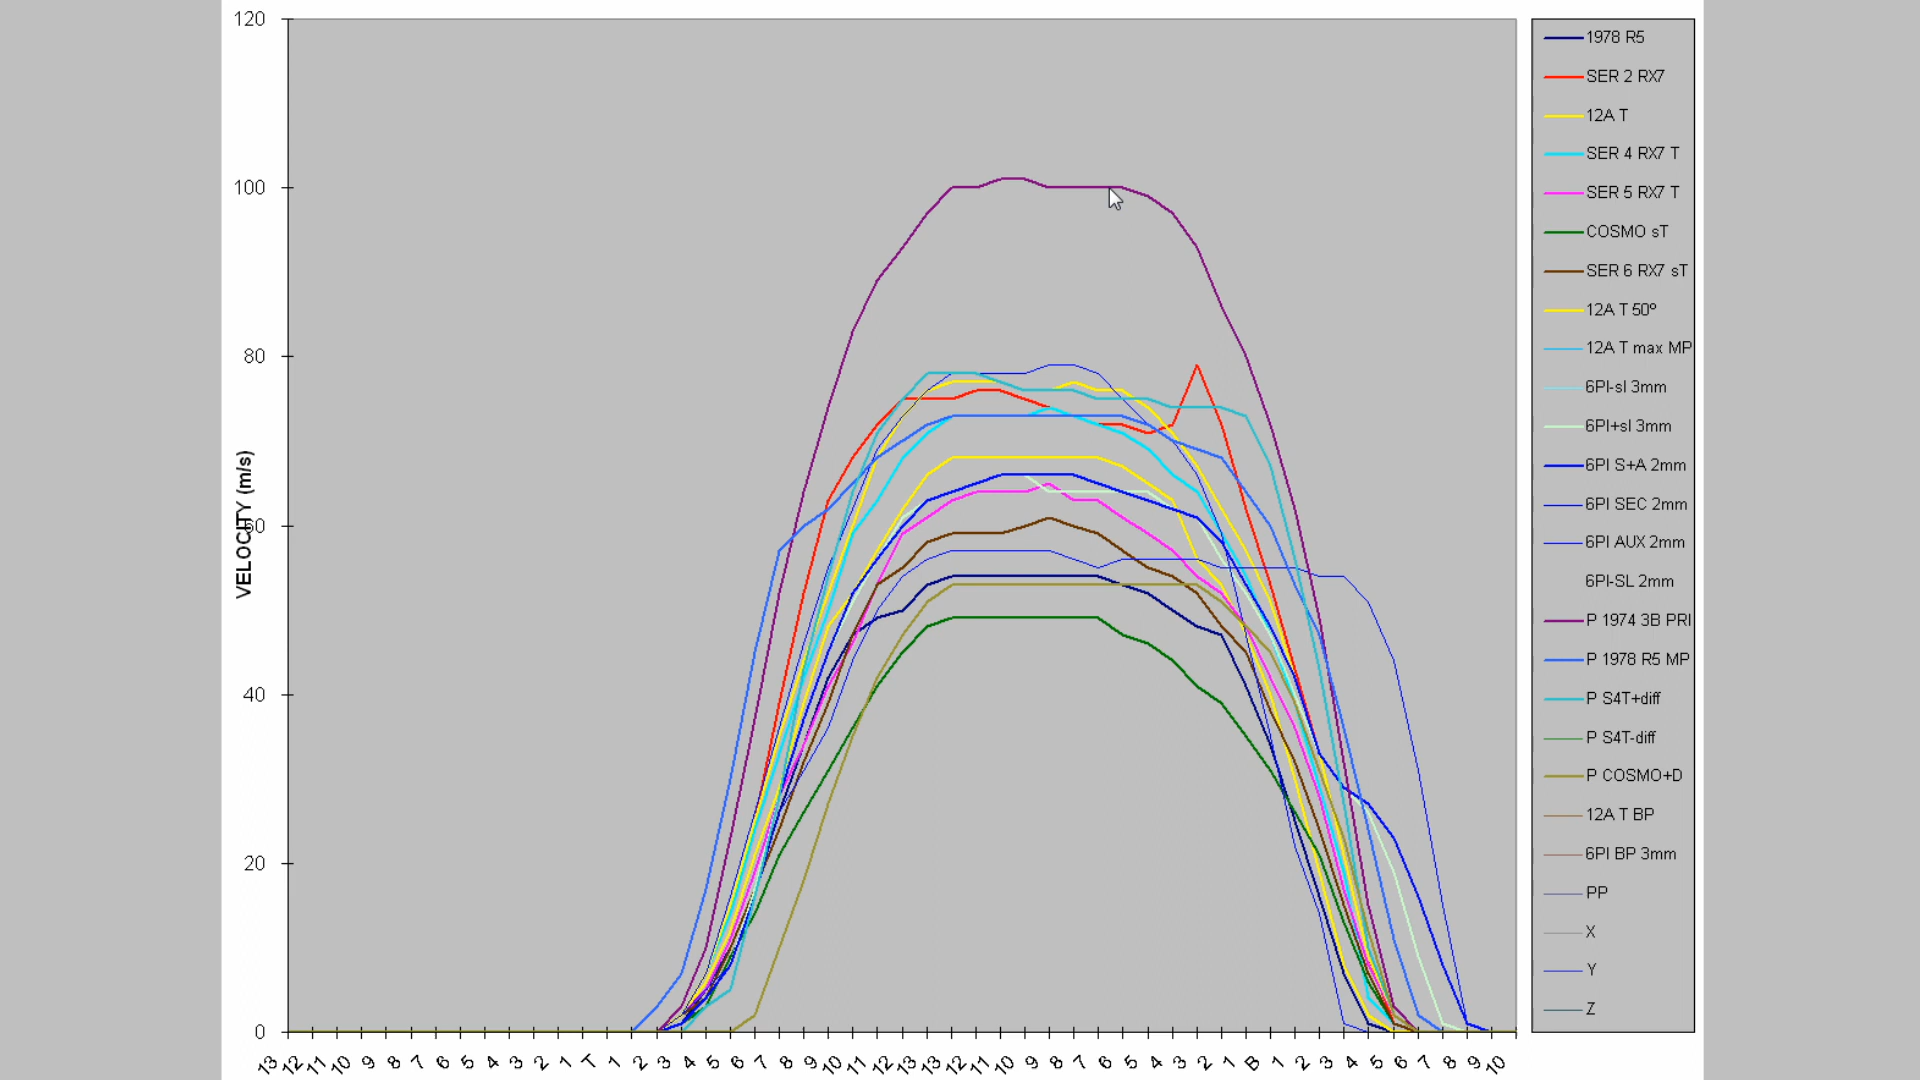 120
100
80
60
40
20
0
VELOCITY (m/s)
13 12 11 10 9 8 7 6 5 4 3 2 1 T 1 2 3 4 5 6 7 8 9 10 11 12 13 13 12 11 10 9 8 7 6 5 4 3 2 1 B 1 2 3 4 5 6 7 8 9 10
1978 R5
SER 2 RX7
12A T
SER 4 RX7 T
SER 5 RX7 T
COSMO sT
SER 6 RX7 sT
12A T 50º
12A T max MP
6PI-sl 3mm
6PI+sl 3mm
6PI S+A 2mm
6PI SEC 2mm
6PI AUX 2mm
6PI-SL 2mm
P 1974 3B PRI
P 1978 R5 MP
P S4T+diff
P S4T-diff
P COSMO+D
12A T BP
6PI BP 3mm
PP
X
Y
Z